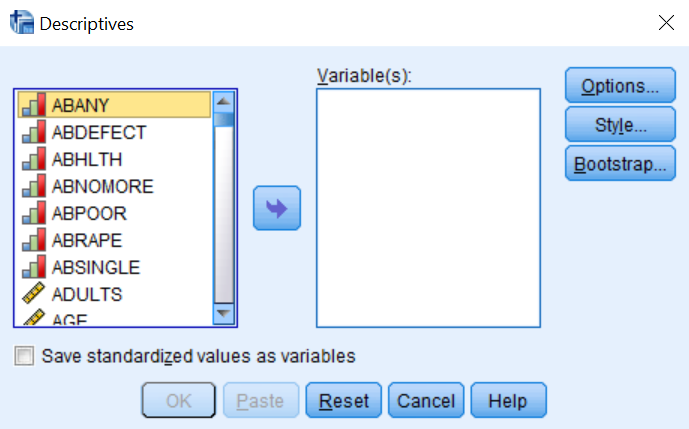 Descriptives
Variable(s):
ABANY
ABDEFECT
ABHLTH
ABNOMORE
ABPOOR
ABRAPE
ABSINGLE
ADULTS
AGE
Options...
Style...
Bootstrap...
Save standardized values as variables
OK
Paste
Reset
Cancel
Help